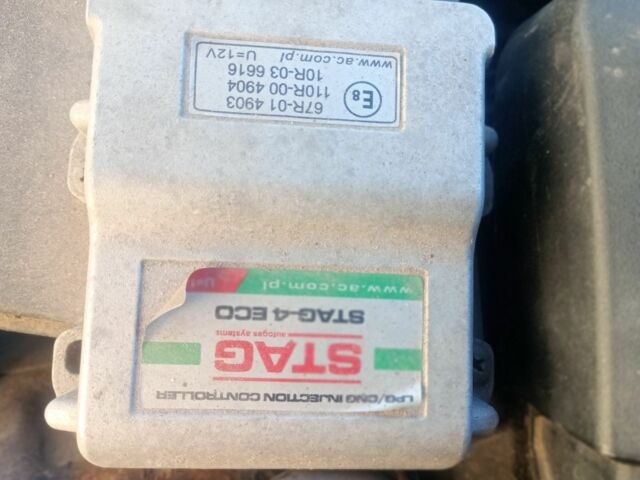 LPG/CNG INJECTION CONTROLLER
STAG
autogas systems
STAG-4 ECO
www.ac.com.pl
E8
67R-01 4903
110R-00 4904
10R-03 6616
www.ac.com.pl U=12V